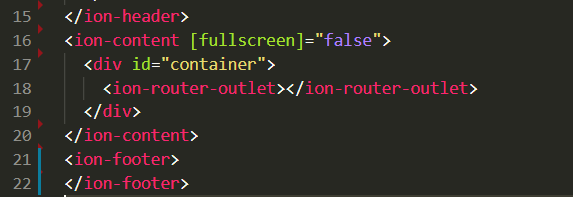 15 </ion-header>
16 <ion-content [fullscreen]="false">
17 <div id="container">
18 <ion-router-outlet></ion-router-outlet>
19 </div>
20 </ion-content>
21 <ion-footer>
22 </ion-footer>